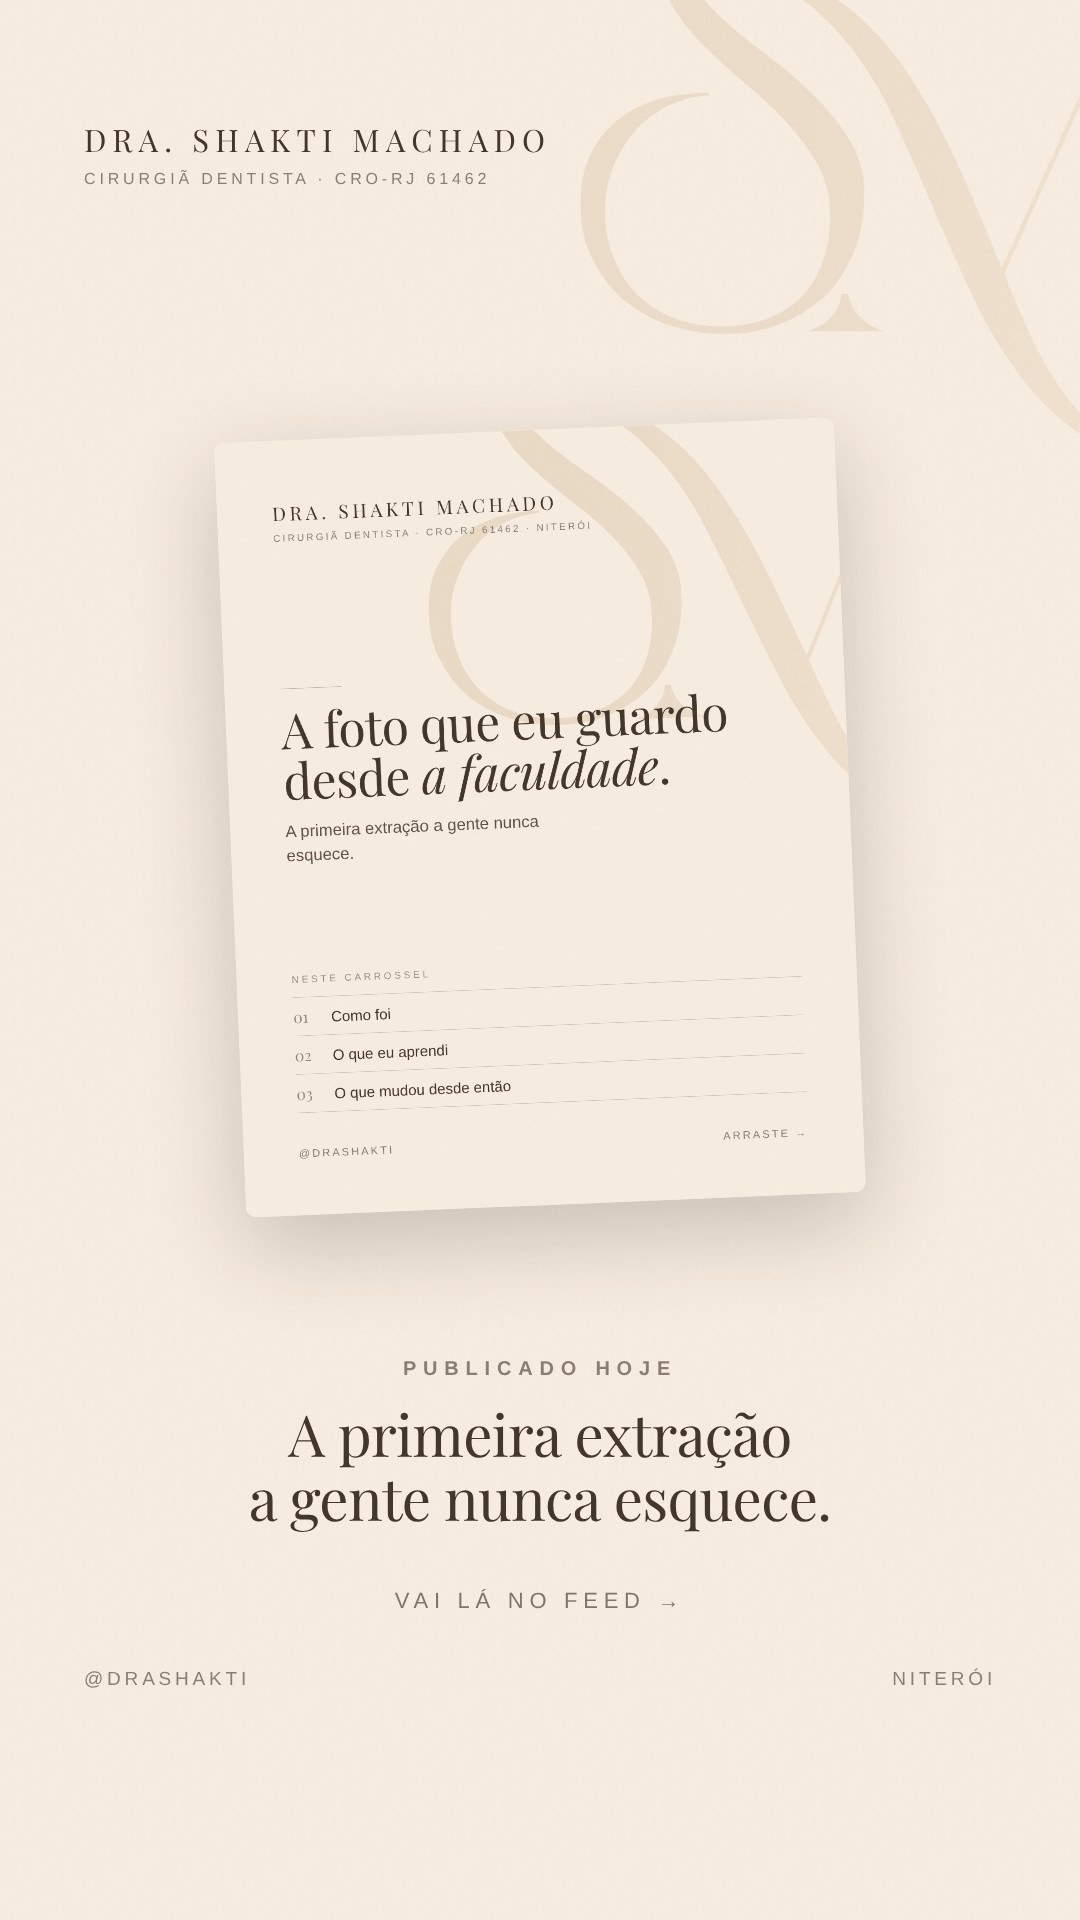 DRA. SHAKTI MACHADO
CIRURGIÃ DENTISTA · CRO-RJ 61462
DRA. SHAKTI MACHADO
CIRURGIÃ DENTISTA · CRO-RJ 61462 · NITERÓI
A foto que eu guardo
desde a faculdade.
A primeira extração a gente nunca
esquece.
NESTE CARROSSEL
01 Como foi
02 O que eu aprendi
03 O que mudou desde então
@DRASHAKTI ARRASTE →
PUBLICADO HOJE
A primeira extração
a gente nunca esquece.
VAI LÁ NO FEED →
@DRASHAKTI NITERÓI